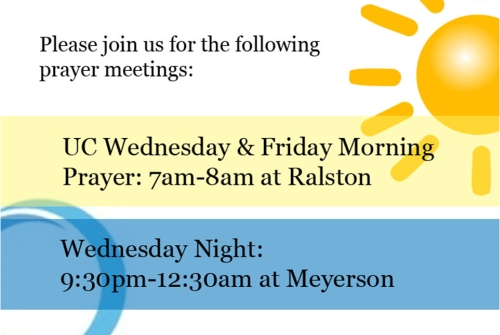 Please join us for the following
prayer meetings:
UC Wednesday & Friday Morning
Prayer: 7am-8am at Ralston
Wednesday Night:
9:30pm-12:30am at Meyerson